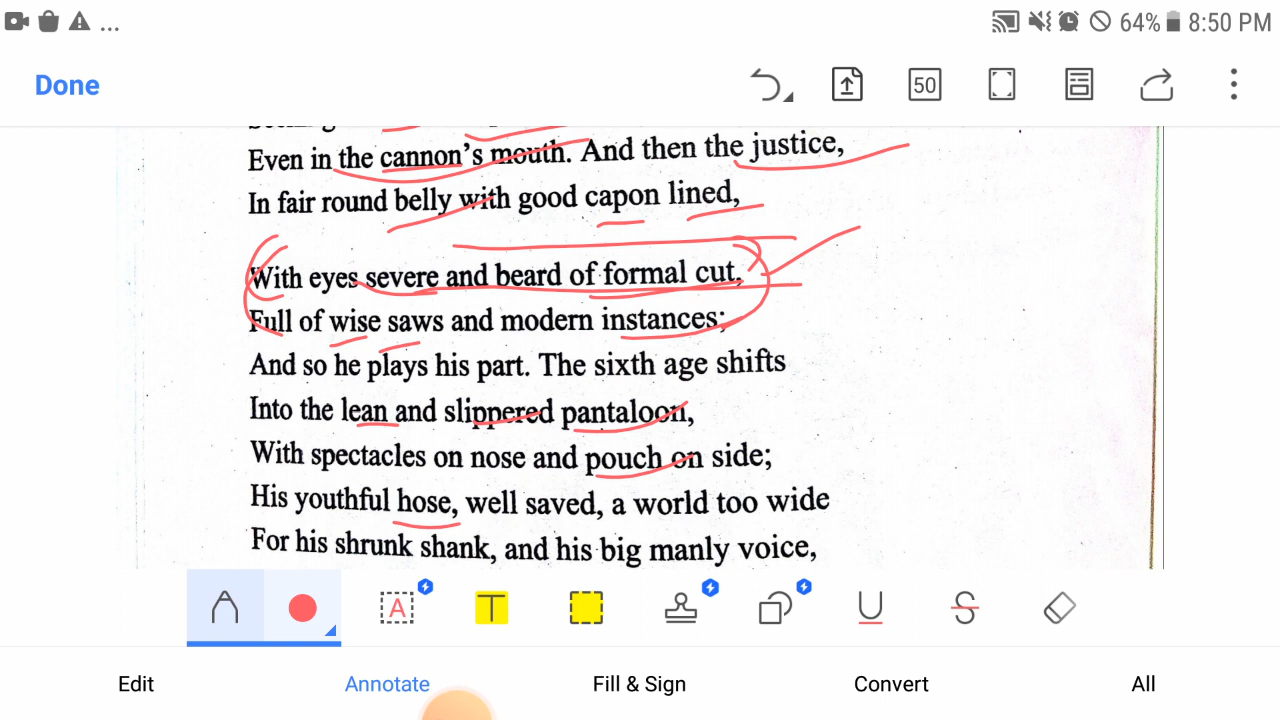 ... 64% 8:50 PM
Done 50
Even in the cannon's mouth. And then the justice,
In fair round belly with good capon lined,
With eyes severe and beard of formal cut,
Full of wise saws and modern instances;
And so he plays his part. The sixth age shifts
Into the lean and slippered pantaloon,
With spectacles on nose and pouch on side;
His youthful hose, well saved, a world too wide
For his shrunk shank, and his big manly voice,
A T U S
Edit Annotate Fill & Sign Convert All